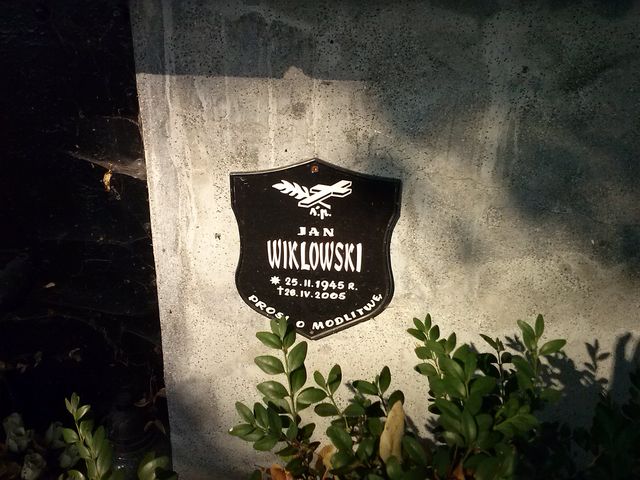 ś.p.
JAN
WIKLOWSKI
* 25.II.1945 R.
† 26.IV.2005
PROSI O MODLITWĘ